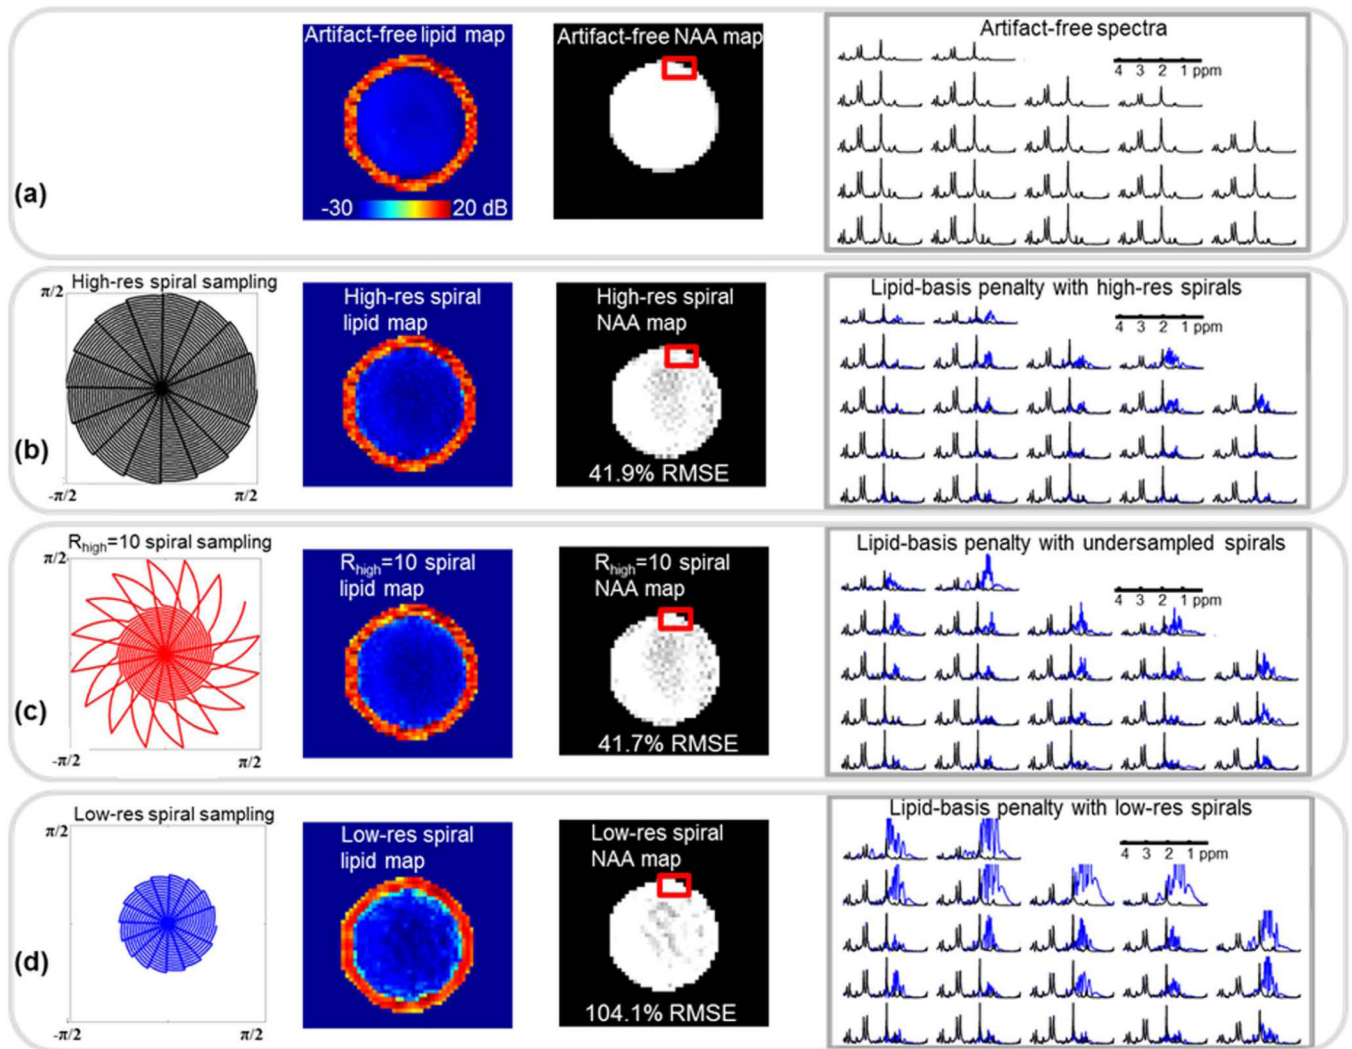 Artifact-free lipid map
Artifact-free NAA map
Artifact-free spectra
4 3 2 1 ppm
(a)
-30 20 dB
High-res spiral sampling
π/2
High-res spiral
lipid map
High-res spiral
NAA map
Lipid-basis penalty with high-res spirals
4 3 2 1 ppm
(b)
41.9% RMSE
-π/2 π/2
R_high=10 spiral sampling
π/2
R_high=10 spiral
lipid map
R_high=10 spiral
NAA map
Lipid-basis penalty with undersampled spirals
4 3 2 1 ppm
(c)
41.7% RMSE
-π/2 π/2
Low-res spiral sampling
π/2
Low-res spiral
lipid map
Low-res spiral
NAA map
Lipid-basis penalty with low-res spirals
4 3 2 1 ppm
(d)
104.1% RMSE
-π/2 π/2